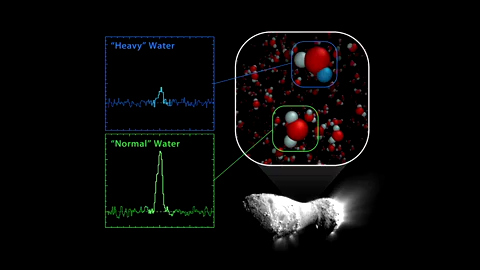 “Heavy” Water
“Normal” Water